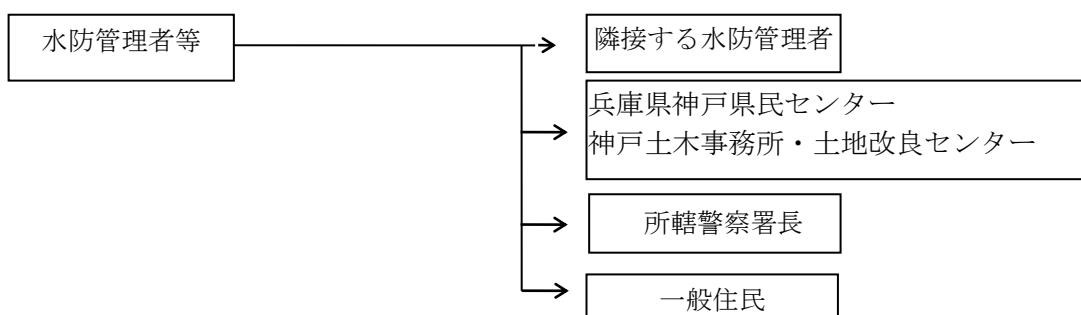 水防管理者等
隣接する水防管理者
兵庫県神戸県民センター
神戸土木事務所・土地改良センター
所轄警察署長
一般住民